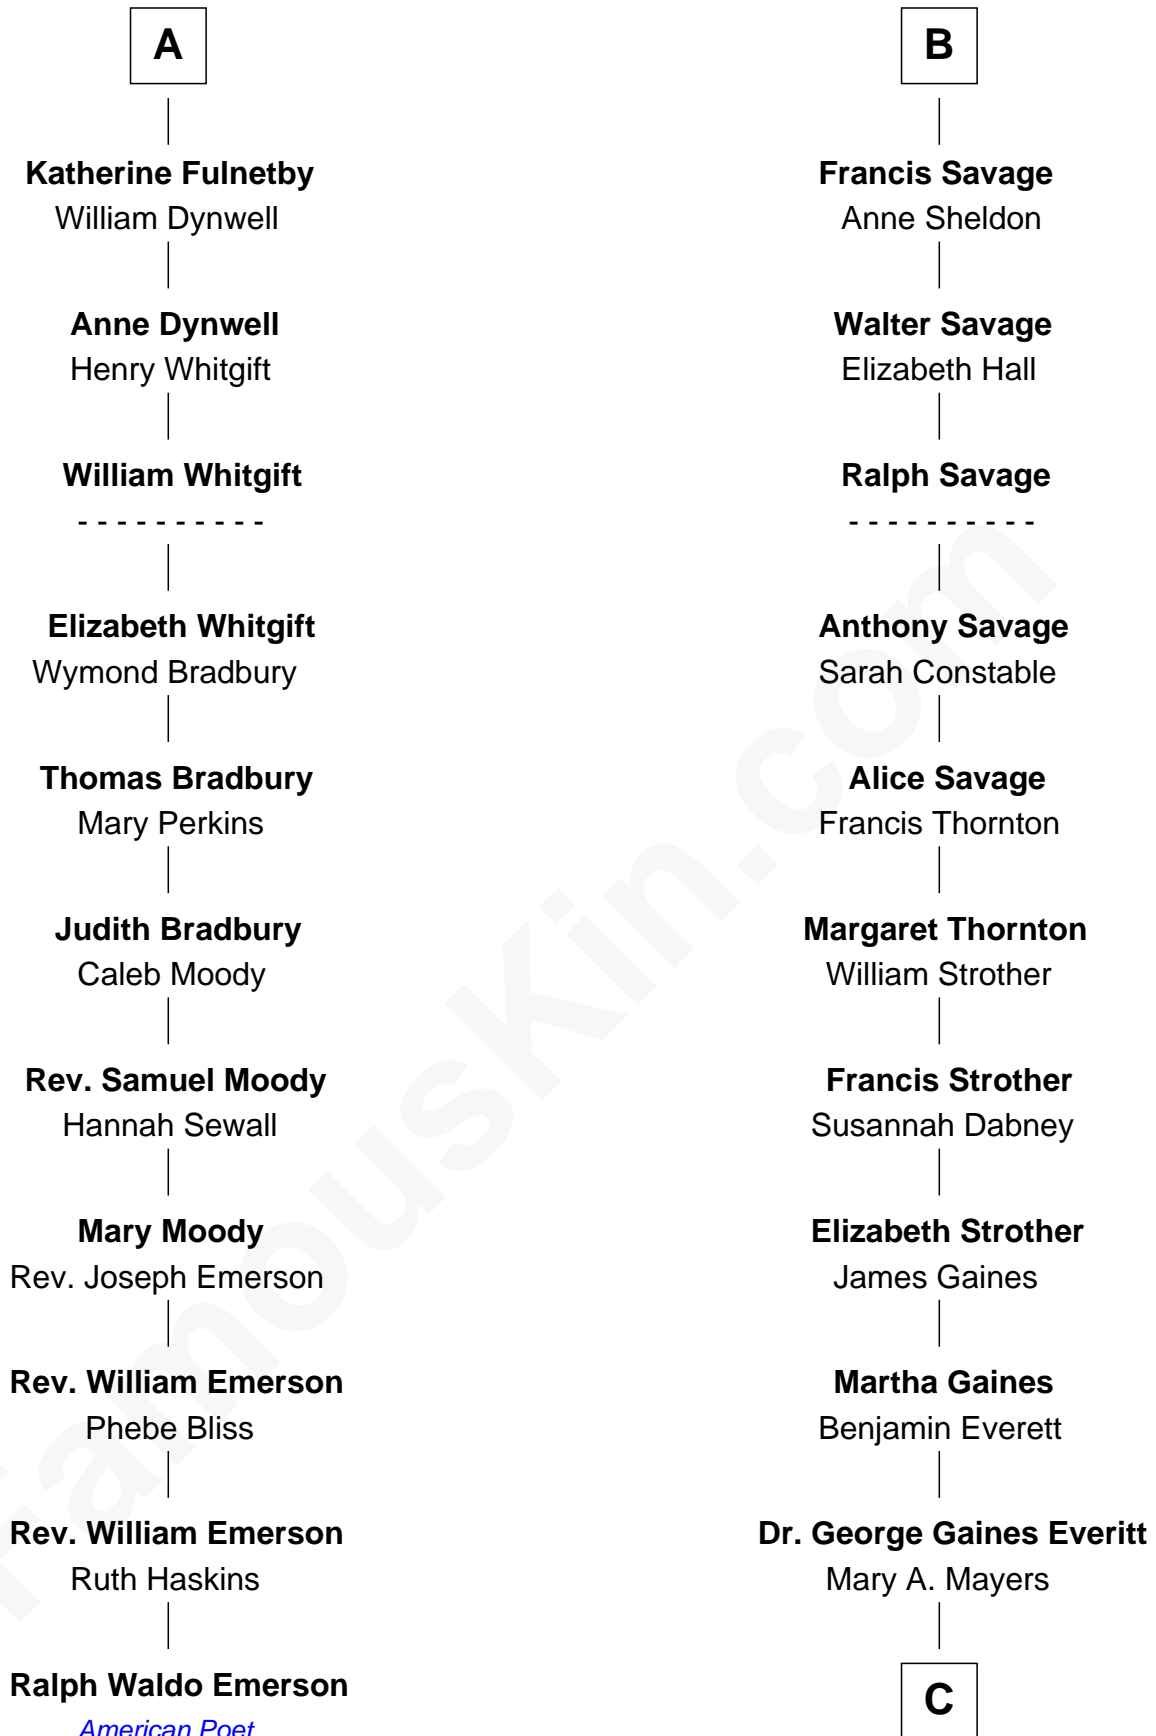 A
Katherine Fulnetby
William Dynwell
Anne Dynwell
Henry Whitgift
William Whitgift
- - - - - - - - - -
Elizabeth Whitgift
Wymond Bradbury
Thomas Bradbury
Mary Perkins
Judith Bradbury
Caleb Moody
Rev. Samuel Moody
Hannah Sewall
Mary Moody
Rev. Joseph Emerson
Rev. William Emerson
Phebe Bliss
Rev. William Emerson
Ruth Haskins
Ralph Waldo Emerson
American Poet
B
Francis Savage
Anne Sheldon
Walter Savage
Elizabeth Hall
Ralph Savage
- - - - - - - - - -
Anthony Savage
Sarah Constable
Alice Savage
Francis Thornton
Margaret Thornton
William Strother
Francis Strother
Susannah Dabney
Elizabeth Strother
James Gaines
Martha Gaines
Benjamin Everett
Dr. George Gaines Everitt
Mary A. Mayers
C
FamousKin.com